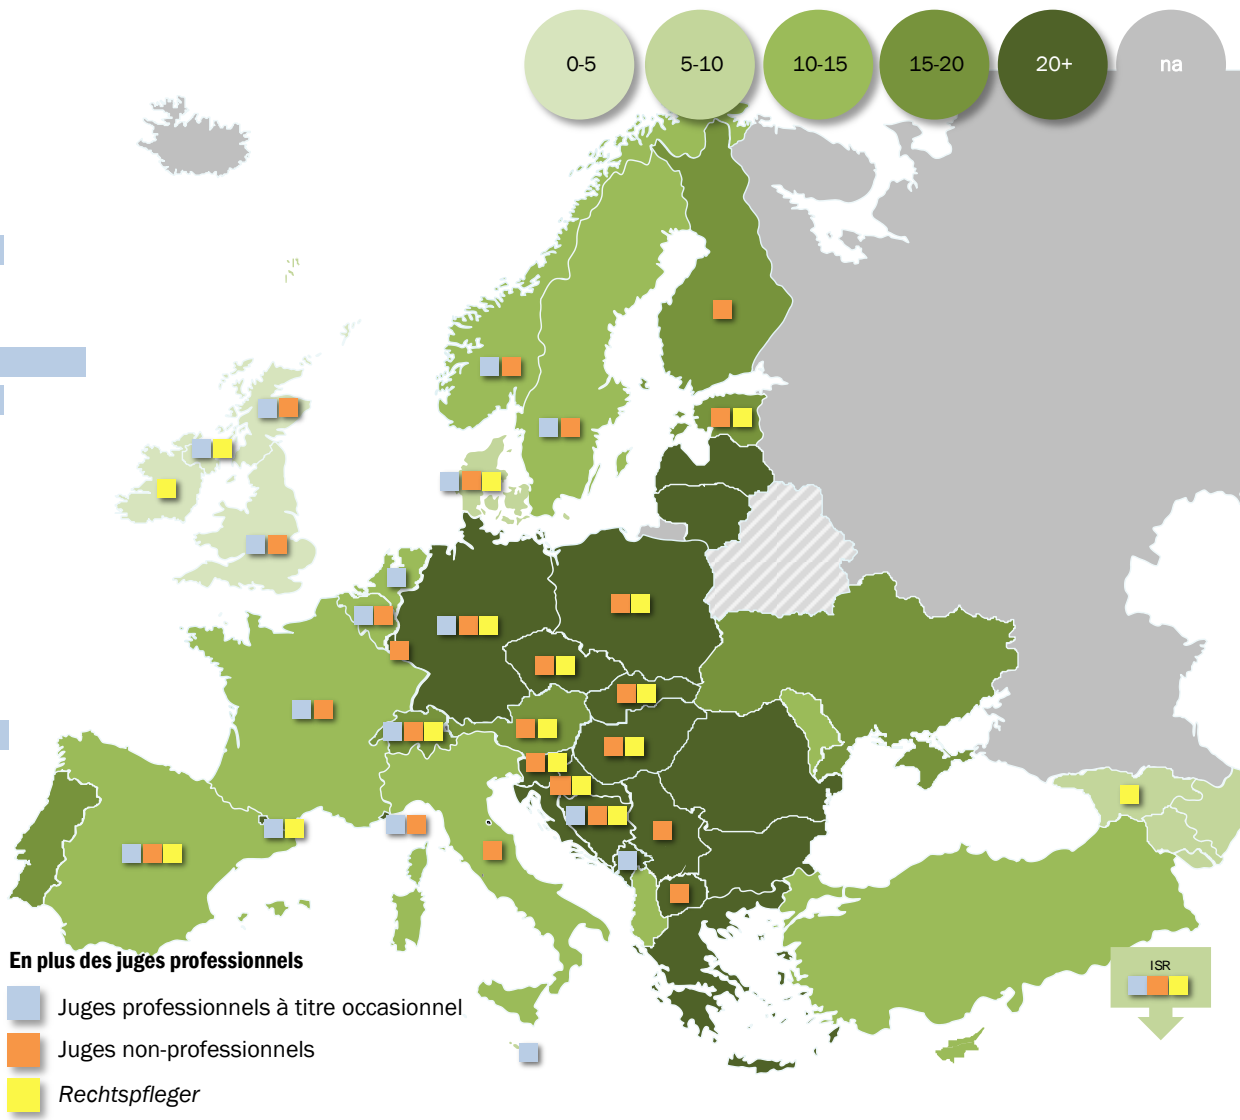 0-5
5-10
10-15
15-20
20+
na
ISR
En plus des juges professionnels
Juges professionnels à titre occasionnel
Juges non-professionnels
Rechtspfleger